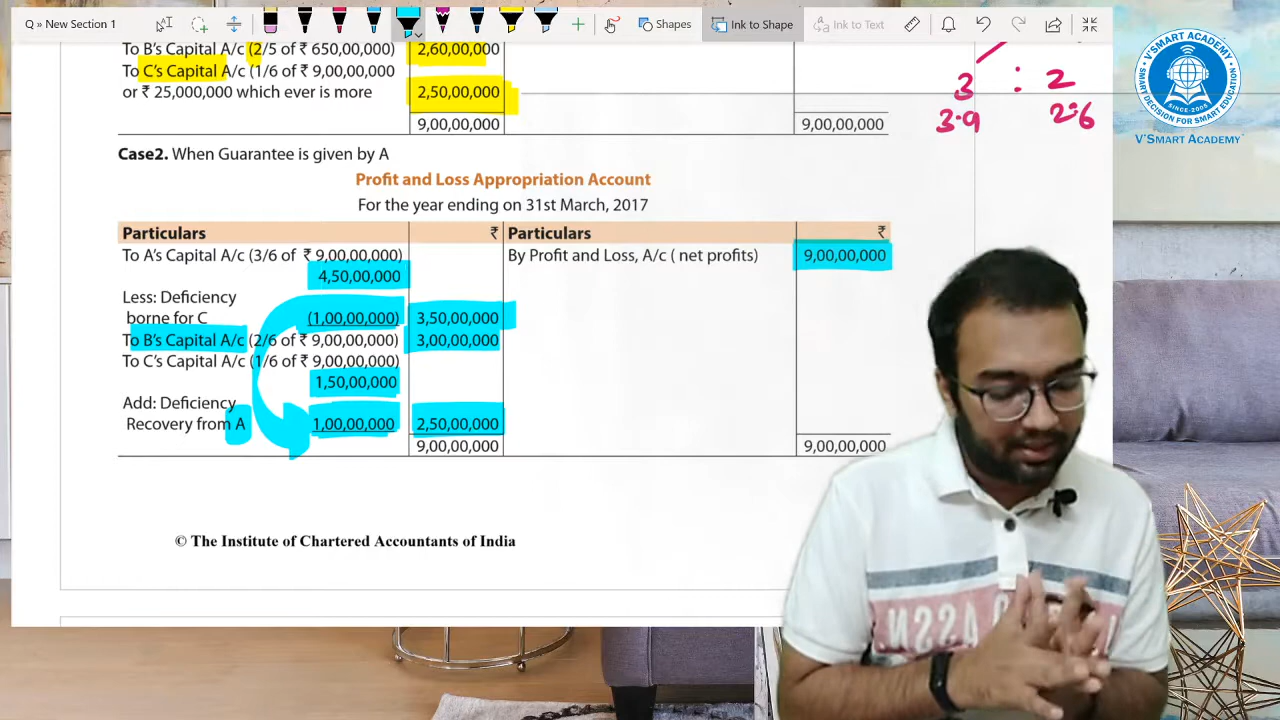 Q » New Section 1
Shapes
Ink to Shape
Ink to Text
To B's Capital A/c (2/5 of ₹ 650,00,000) 2,60,00,000
To C's Capital A/c (1/6 of ₹ 9,00,00,000
or ₹ 25,000,000 which ever is more 2,50,00,000
9,00,00,000 9,00,00,000
3 : 2
3.9 2.6
V'SMART ACADEMY
SMART DECISION FOR SMART EDUCATION
SINCE-2005
V'SMART ACADEMY
Case2. When Guarantee is given by A
Profit and Loss Appropriation Account
For the year ending on 31st March, 2017
Particulars ₹ Particulars ₹
To A's Capital A/c (3/6 of ₹ 9,00,00,000) By Profit and Loss, A/c ( net profits) 9,00,00,000
4,50,00,000
Less: Deficiency
borne for C (1,00,00,000) 3,50,00,000
To B's Capital A/c (2/6 of ₹ 9,00,00,000) 3,00,00,000
To C's Capital A/c (1/6 of ₹ 9,00,00,000)
1,50,00,000
Add: Deficiency
Recovery from A 1,00,00,000 2,50,00,000
9,00,00,000 9,00,00,000
© The Institute of Chartered Accountants of India